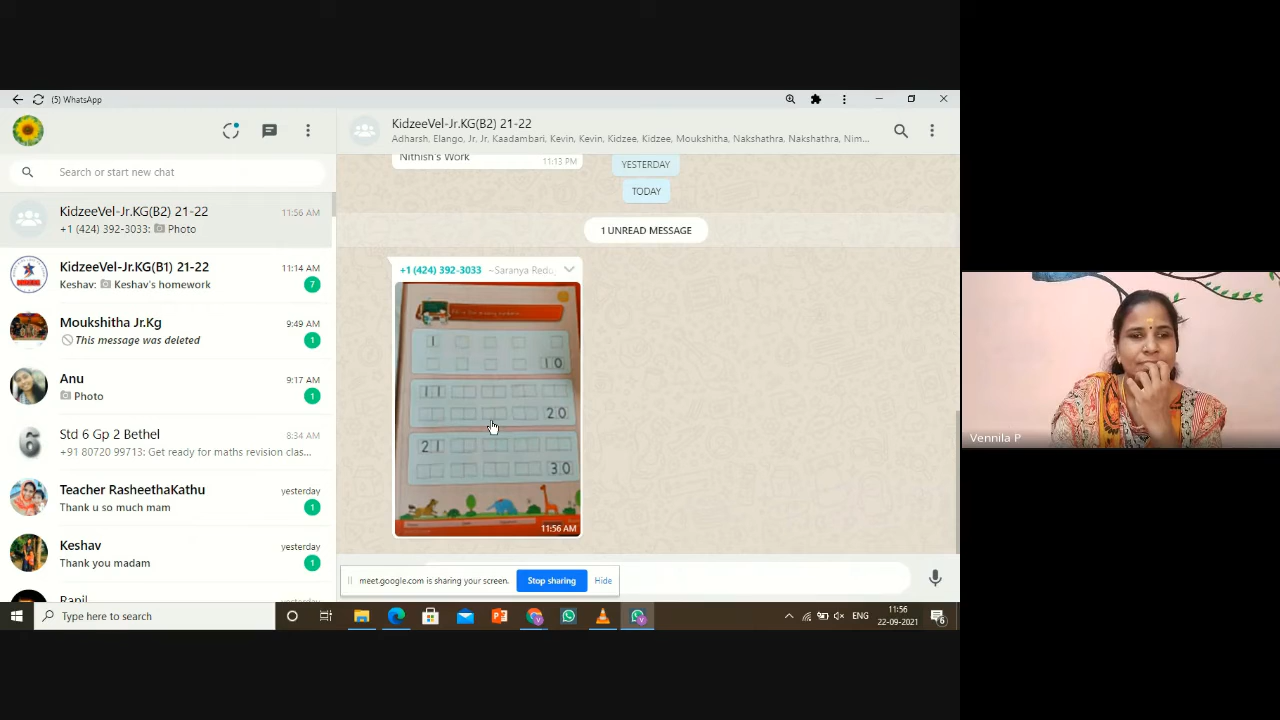 (5) WhatsApp
Search or start new chat
KidzeeVel-Jr.KG(B2) 21-22
11:56 AM
+1 (424) 392-3033: Photo
KidzeeVel-Jr.KG(B1) 21-22
11:14 AM
Keshav: Keshav's homework
7
Moukshitha Jr.Kg
9:49 AM
This message was deleted
1
Anu
9:17 AM
Photo
1
Std 6 Gp 2 Bethel
8:34 AM
+91 80720 99713: Get ready for maths revision clas...
6
Teacher RasheethaKathu
yesterday
Thank u so much mam
1
Keshav
yesterday
Thank you madam
1
KidzeeVel-Jr.KG(B2) 21-22
Adharsh, Elango, Jr, Jr. Kaadambari, Kevin, Kevin, Kidzee, Kidzee, Moukshitha, Nakshathra, Nakshathra, Nim...
Nithish's Work
11:13 PM
YESTERDAY
TODAY
1 UNREAD MESSAGE
+1 (424) 392-3033 ~Saranya Redu
1
10
11
20
21
30
11:56 AM
meet.google.com is sharing your screen.
Stop sharing
Hide
Type here to search
ENG
11:56
22-09-2021
6
Vennila P